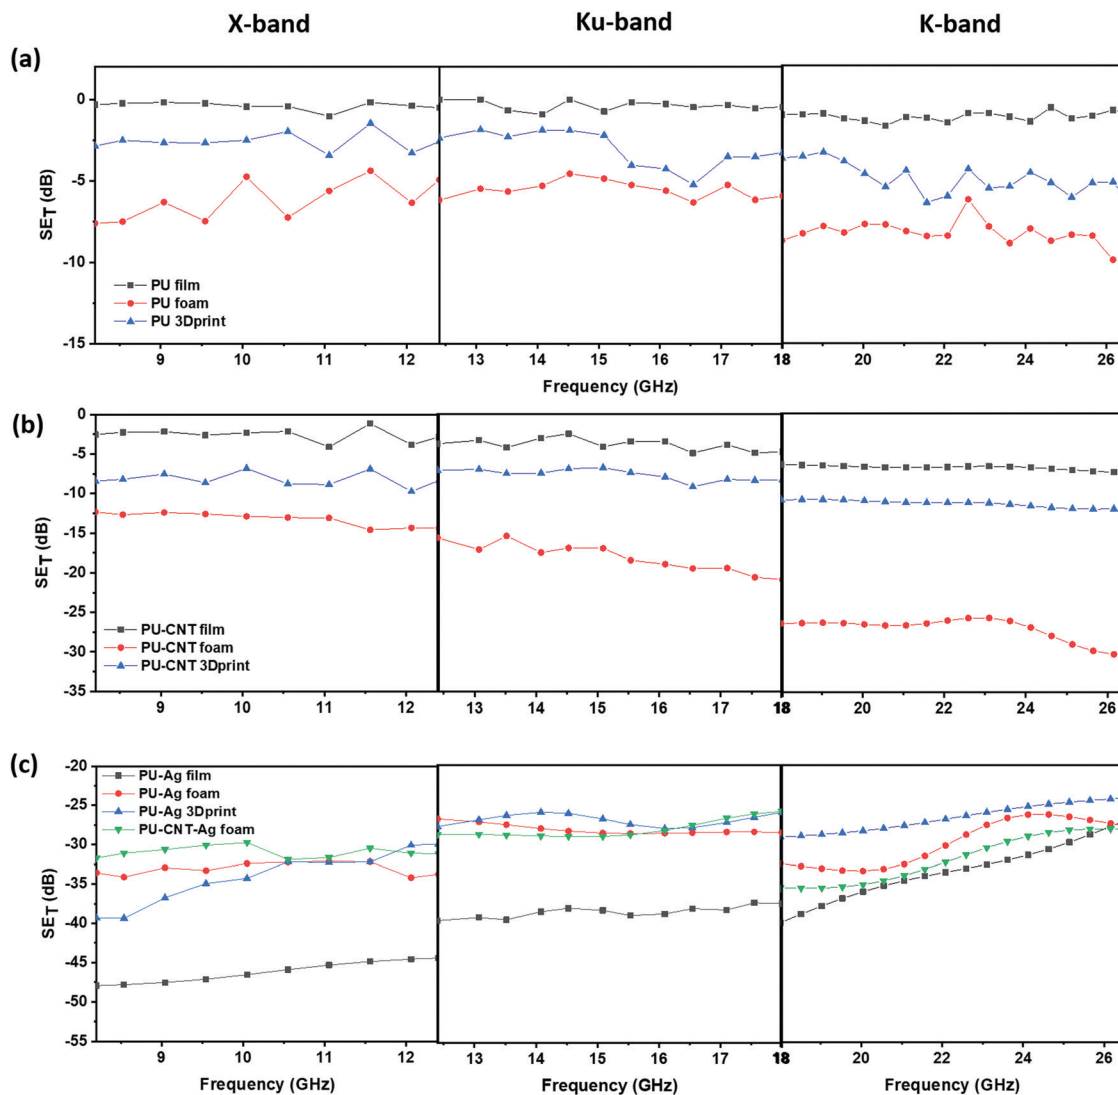 X-band Ku-band K-band
(a)
0
-5
-10
-15
SET (dB)
PU film
PU foam
PU 3Dprint
9 10 11 12 13 14 15 16 17 18 18 20 22 24 26
Frequency (GHz) Frequency (GHz)
(b)
0
-5
-10
-15
-20
-25
-30
-35
SET (dB)
PU-CNT film
PU-CNT foam
PU-CNT 3Dprint
9 10 11 12 13 14 15 16 17 18 18 20 22 24 26
(c)
-20
-25
-30
-35
-40
-45
-50
-55
SET (dB)
PU-Ag film
PU-Ag foam
PU-Ag 3Dprint
PU-CNT-Ag foam
9 10 11 12 13 14 15 16 17 18 18 20 22 24 26
Frequency (GHz) Frequency (GHz) Frequency (GHz)